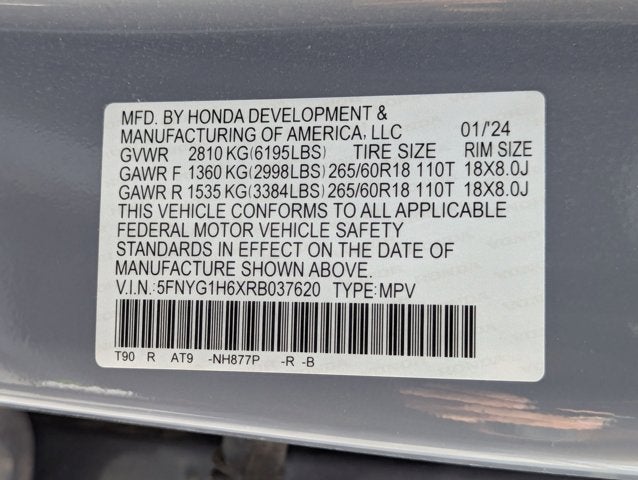 MFD. BY HONDA DEVELOPMENT &
MANUFACTURING OF AMERICA, LLC 01/'24
GVWR 2810 KG(6195LBS) TIRE SIZE RIM SIZE
GAWR F 1360 KG(2998LBS) 265/60R18 110T 18X8.0J
GAWR R 1535 KG(3384LBS) 265/60R18 110T 18X8.0J
THIS VEHICLE CONFORMS TO ALL APPLICABLE
FEDERAL MOTOR VEHICLE SAFETY
STANDARDS IN EFFECT ON THE DATE OF
MANUFACTURE SHOWN ABOVE.
V.I.N.: 5FNYG1H6XRB037620 TYPE: MPV
T90 R AT9 -NH877P -R -B